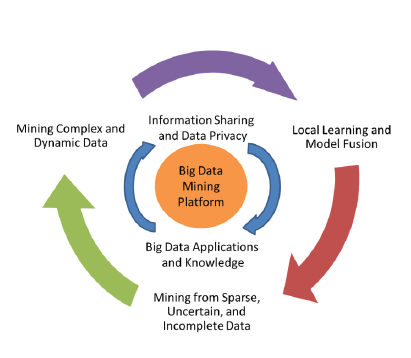 Information Sharing
and Data Privacy
Mining Complex and
Dynamic Data
Local Learning and
Model Fusion
Big Data
Mining
Platform
Big Data Applications
and Knowledge
Mining from Sparse,
Uncertain, and
Incomplete Data